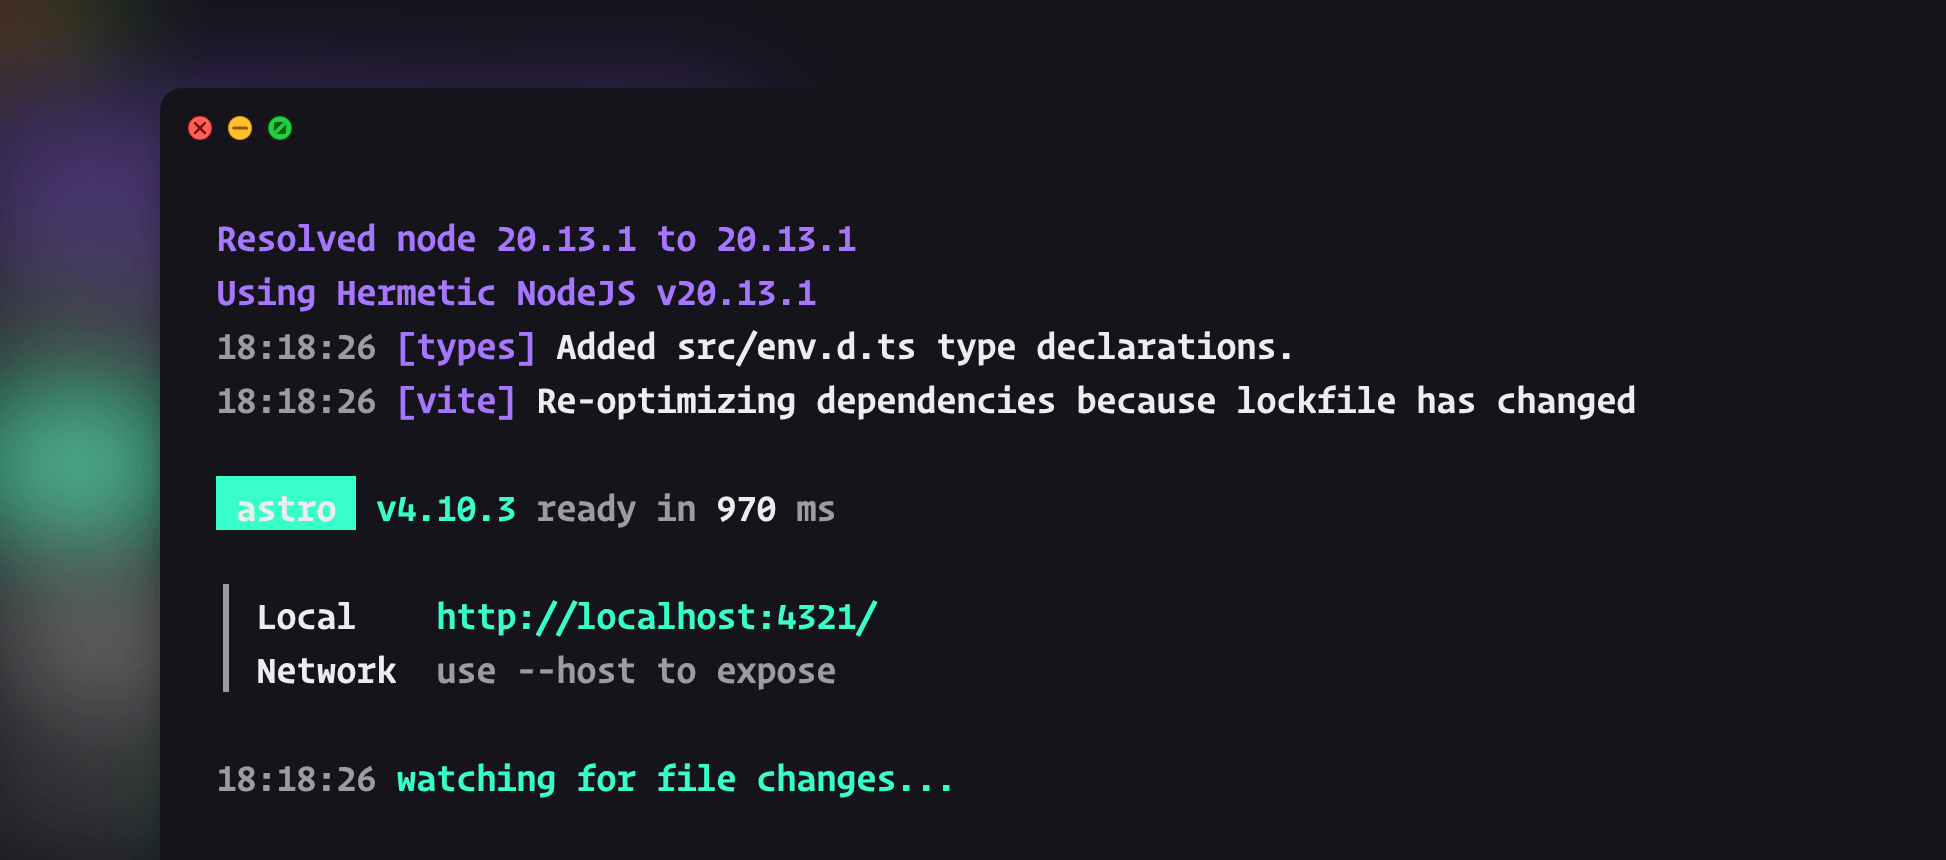 Resolved node 20.13.1 to 20.13.1
Using Hermetic NodeJS v20.13.1
18:18:26 [types] Added src/env.d.ts type declarations.
18:18:26 [vite] Re-optimizing dependencies because lockfile has changed
astro v4.10.3 ready in 970 ms
Local http://localhost:4321/
Network use --host to expose
18:18:26 watching for file changes...